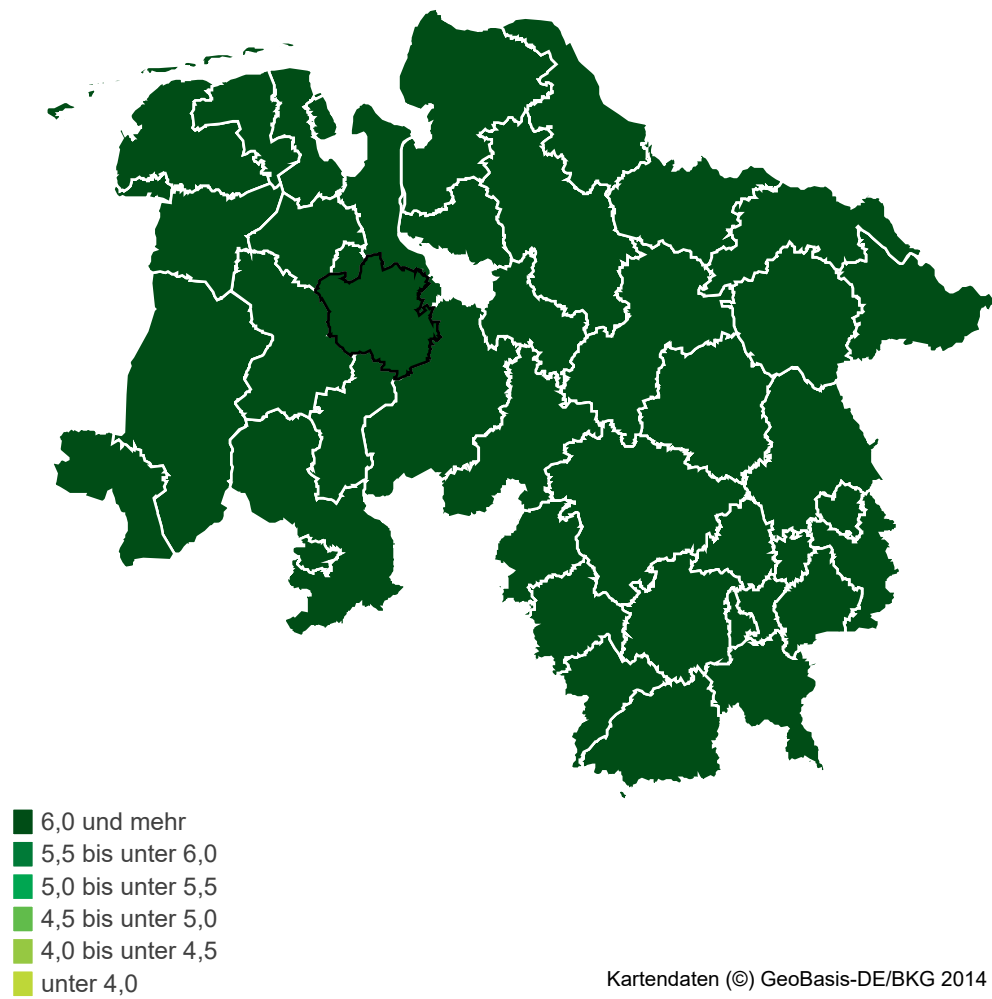 6,0 und mehr
5,5 bis unter 6,0
5,0 bis unter 5,5
4,5 bis unter 5,0
4,0 bis unter 4,5
unter 4,0
Kartendaten (©) GeoBasis-DE/BKG 2014